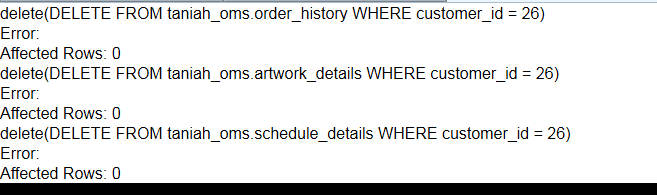 delete(DELETE FROM taniah_oms.order_history WHERE customer_id = 26)
Error:
Affected Rows: 0
delete(DELETE FROM taniah_oms.artwork_details WHERE customer_id = 26)
Error:
Affected Rows: 0
delete(DELETE FROM taniah_oms.schedule_details WHERE customer_id = 26)
Error:
Affected Rows: 0